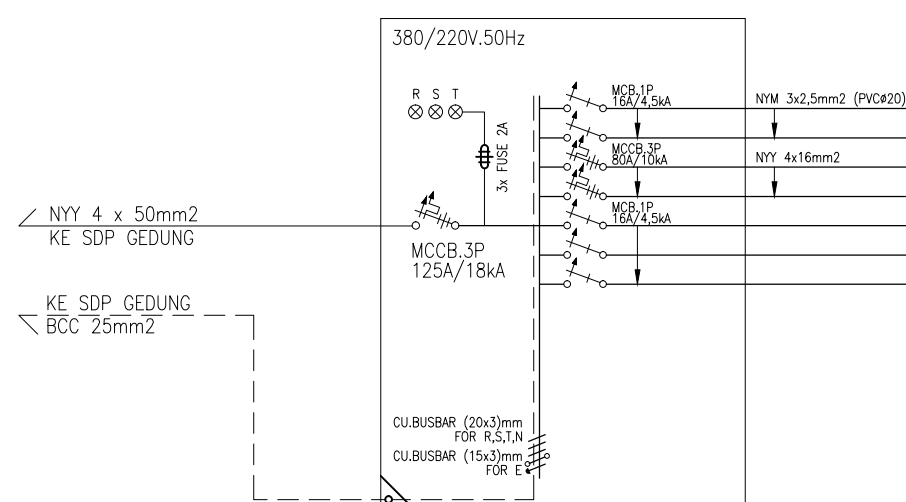 380/220V.50Hz
R S T
3x FUSE 2A
MCB.1P
16A/4,5kA
NYM 3x2,5mm2 (PVCø20)
MCCB.3P
80A/10kA
NYY 4x16mm2
MCB.1P
16A/4,5kA
NYY 4 x 50mm2
KE SDP GEDUNG
MCCB.3P
125A/18kA
KE SDP GEDUNG
BCC 25mm2
CU.BUSBAR (20x3)mm
FOR R,S,T,N
CU.BUSBAR (15x3)mm
FOR E